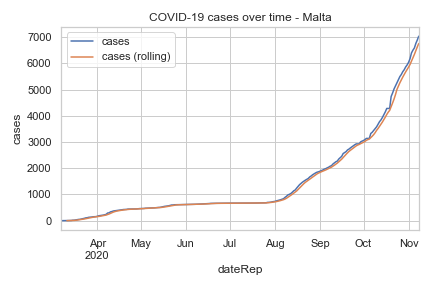 COVID-19 cases over time - Malta
cases
cases (rolling)
7000
6000
5000
4000
3000
2000
1000
0
cases
Apr
2020
May
Jun
Jul
Aug
Sep
Oct
Nov
dateRep